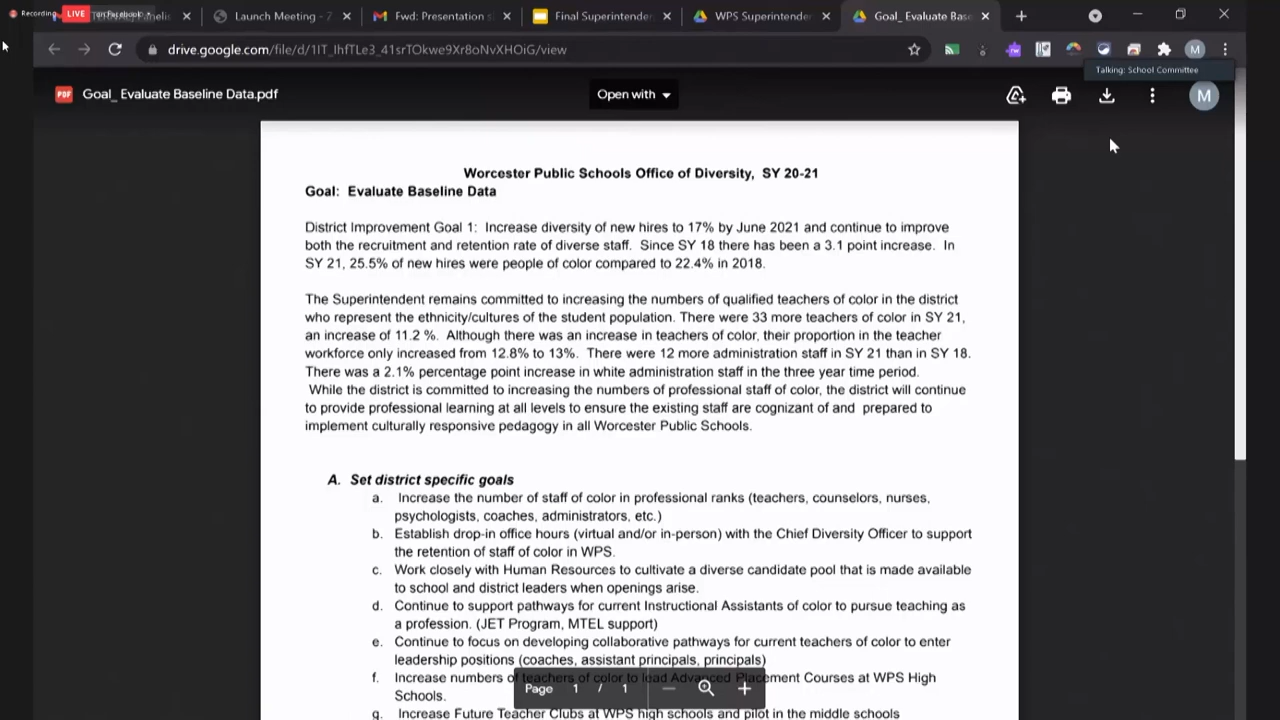 Recording LIVE on Facebook
Launch Meeting - Z
Fwd: Presentation
Final Superintenden
WPS Superintender
Goal_ Evaluate Base
drive.google.com/file/d/1IT_IhfTLe3_41srTOkwe9Xr8oNvXHOiG/view
M
Talking: School Committee
PDF Goal_ Evaluate Baseline Data.pdf
Open with
M
Worcester Public Schools Office of Diversity, SY 20-21
Goal: Evaluate Baseline Data
District Improvement Goal 1: Increase diversity of new hires to 17% by June 2021 and continue to improve
both the recruitment and retention rate of diverse staff. Since SY 18 there has been a 3.1 point increase. In
SY 21, 25.5% of new hires were people of color compared to 22.4% in 2018.
The Superintendent remains committed to increasing the numbers of qualified teachers of color in the district
who represent the ethnicity/cultures of the student population. There were 33 more teachers of color in SY 21,
an increase of 11.2 %. Although there was an increase in teachers of color, their proportion in the teacher
workforce only increased from 12.8% to 13%. There were 12 more administration staff in SY 21 than in SY 18.
There was a 2.1% percentage point increase in white administration staff in the three year time period.
While the district is committed to increasing the numbers of professional staff of color, the district will continue
to provide professional learning at all levels to ensure the existing staff are cognizant of and prepared to
implement culturally responsive pedagogy in all Worcester Public Schools.
A. Set district specific goals
a. Increase the number of staff of color in professional ranks (teachers, counselors, nurses,
psychologists, coaches, administrators, etc.)
b. Establish drop-in office hours (virtual and/or in-person) with the Chief Diversity Officer to support
the retention of staff of color in WPS.
c. Work closely with Human Resources to cultivate a diverse candidate pool that is made available
to school and district leaders when openings arise.
d. Continue to support pathways for current Instructional Assistants of color to pursue teaching as
a profession. (JET Program, MTEL support)
e. Continue to focus on developing collaborative pathways for current teachers of color to enter
leadership positions (coaches, assistant principals, principals)
f. Increase numbers of teachers of color to lead Advanced Placement Courses at WPS High
Schools.
Page 1 / 1
g. Increase Future Teacher Clubs at WPS high schools and pilot in the middle schools